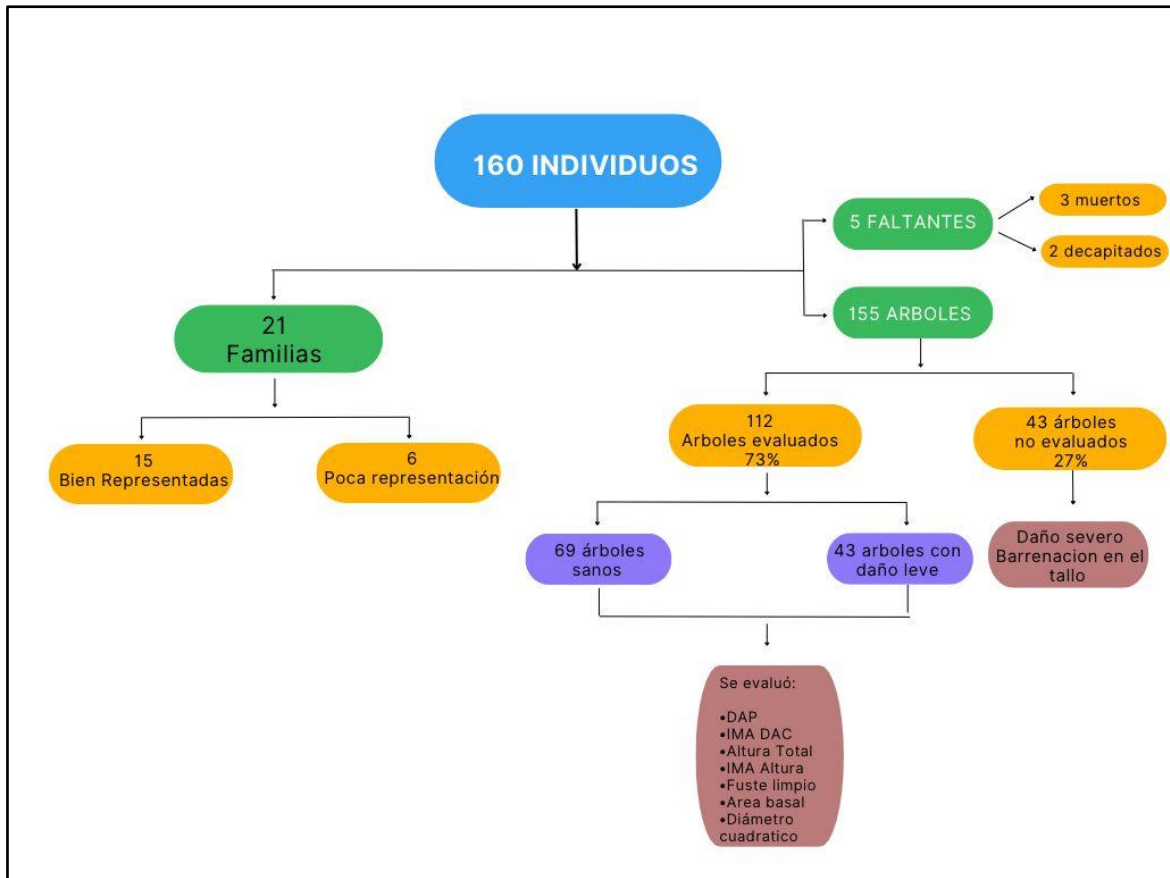 160 INDIVIDUOS
5 FALTANTES
3 muertos
2 decapitados
155 ARBOLES
21
Familias
15
Bien Representadas
6
Poca representación
112
Arboles evaluados
73%
43 árboles
no evaluados
27%
69 árboles
sanos
43 arboles con
daño leve
Daño severo
Barrenacion en el
tallo
Se evaluó:
•DAP
•IMA DAC
•Altura Total
•IMA Altura
•Fuste limpio
•Area basal
•Diámetro
cuadratico